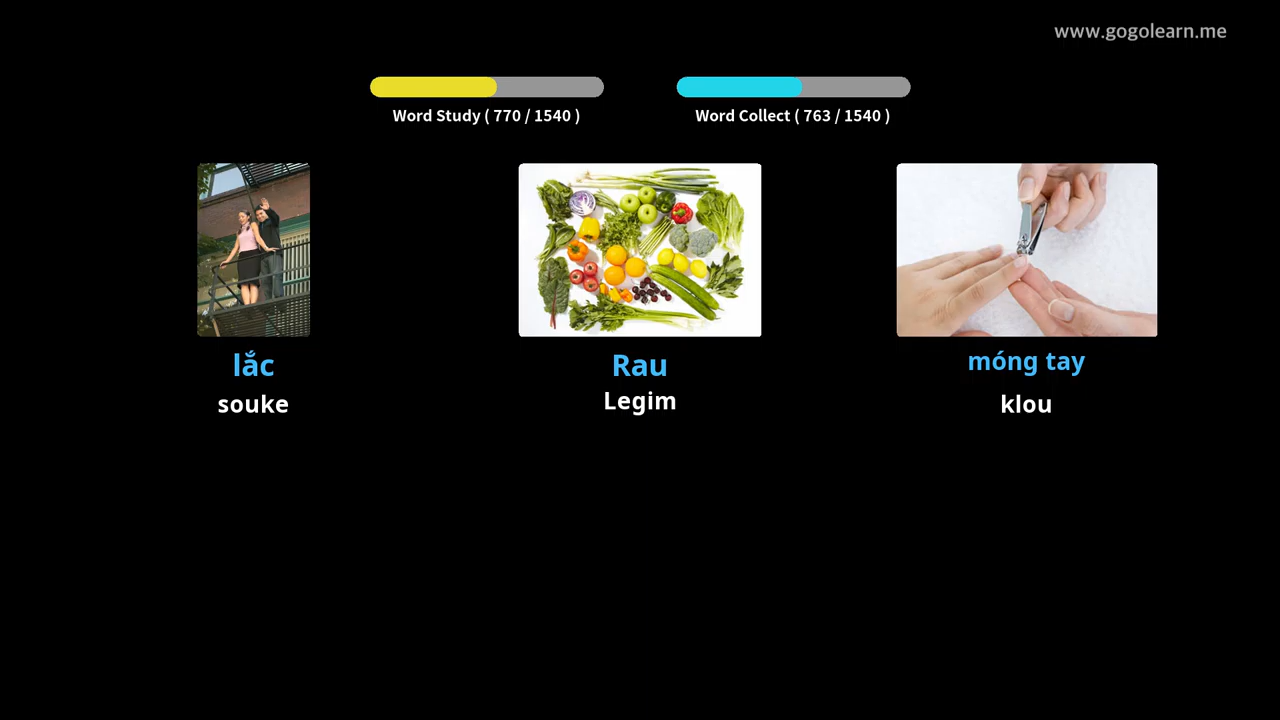 www.gogolearn.me
Word Study ( 770 / 1540 )
Word Collect ( 763 / 1540 )
lắc
souke
Rau
Legim
móng tay
klou